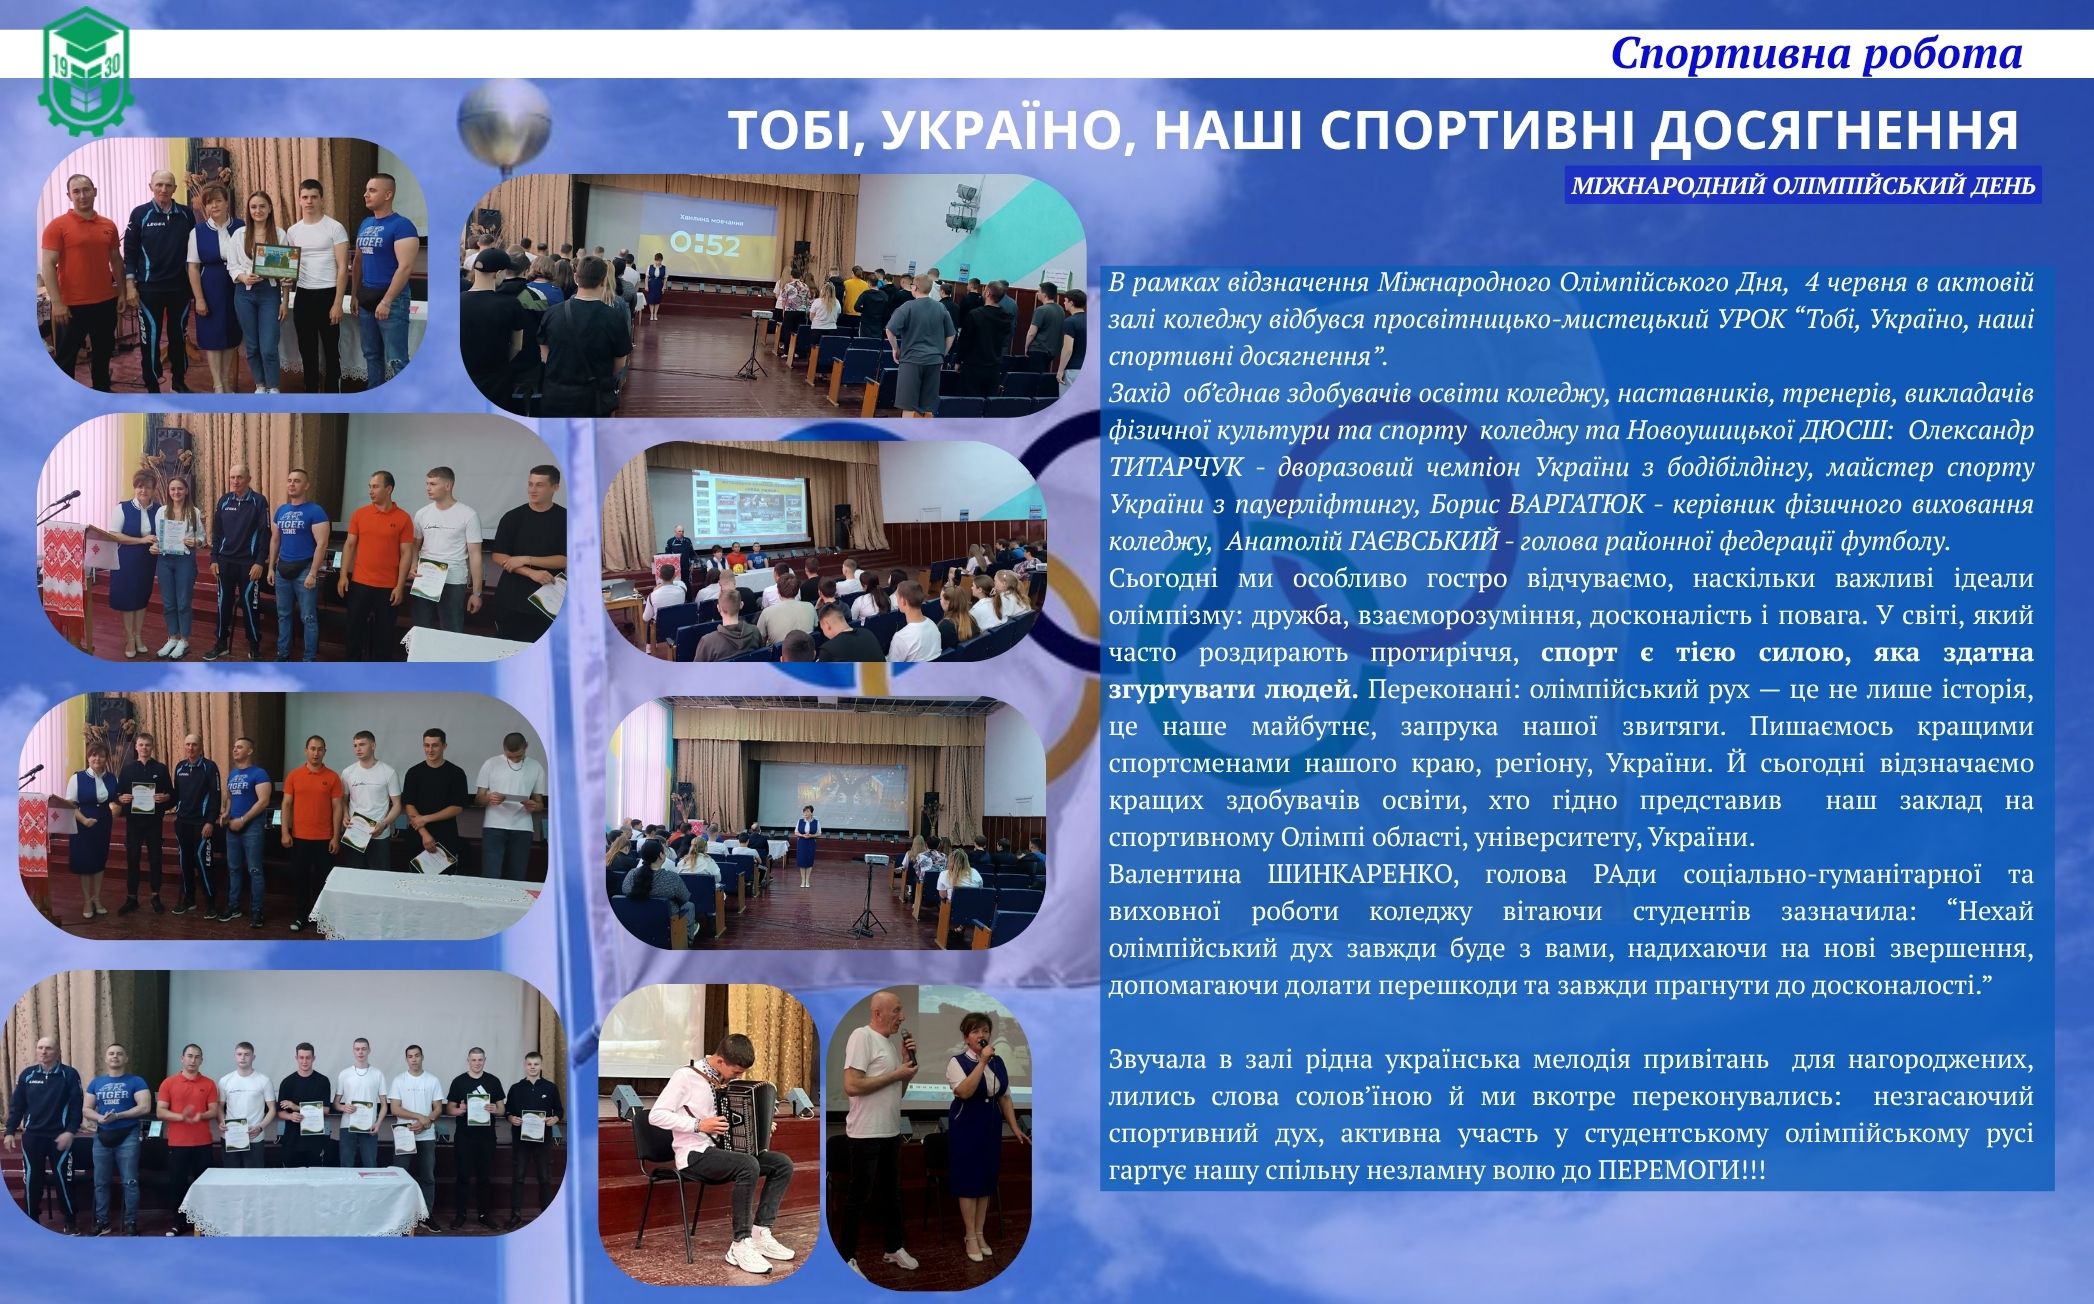 19 30
Спортивна робота
ТОБІ, УКРАЇНО, НАШІ СПОРТИВНІ ДОСЯГНЕННЯ
МІЖНАРОДНИЙ ОЛІМПІЙСЬКИЙ ДЕНЬ
LEGEA
TIGER
ZONE
Хвилина мовчання
0:52
В рамках відзначення Міжнародного Олімпійського Дня, 4 червня в актовій
залі коледжу відбувся просвітницько-мистецький УРОК “Тобі, Україно, наші
спортивні досягнення”.
Захід об’єднав здобувачів освіти коледжу, наставників, тренерів, викладачів
фізичної культури та спорту коледжу та Новоушицької ДЮСШ: Олександр
ТИТАРЧУК - дворазовий чемпіон України з бодібілдінгу, майстер спорту
України з пауерліфтингу, Борис ВАРГАТЮК - керівник фізичного виховання
коледжу, Анатолій ГАЄВСЬКИЙ - голова районної федерації футболу.
Сьогодні ми особливо гостро відчуваємо, наскільки важливі ідеали
олімпізму: дружба, взаєморозуміння, досконалість і повага. У світі, який
часто роздирають протиріччя, спорт є тією силою, яка здатна
згуртувати людей. Переконані: олімпійський рух — це не лише історія,
це наше майбутнє, запрука нашої звитяги. Пишаємось кращими
спортсменами нашого краю, регіону, України. Й сьогодні відзначаємо
кращих здобувачів освіти, хто гідно представив наш заклад на
спортивному Олімпі області, університету, України.
Валентина ШИНКАРЕНКО, голова РАди соціально-гуманітарної та
виховної роботи коледжу вітаючи студентів зазначила: “Нехай
олімпійський дух завжди буде з вами, надихаючи на нові звершення,
допомагаючи долати перешкоди та завжди прагнути до досконалості.”
Звучала в залі рідна українська мелодія привітань для нагороджених,
лились слова солов’їною й ми вкотре переконувались: незгасаючий
спортивний дух, активна участь у студентському олімпійському русі
гартує нашу спільну незламну волю до ПЕРЕМОГИ!!!